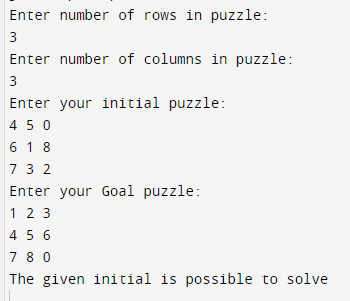 Enter number of rows in puzzle:
3
Enter number of columns in puzzle:
3
Enter your initial puzzle:
4 5 0
6 1 8
7 3 2
Enter your Goal puzzle:
1 2 3
4 5 6
7 8 0
The given initial is possible to solve